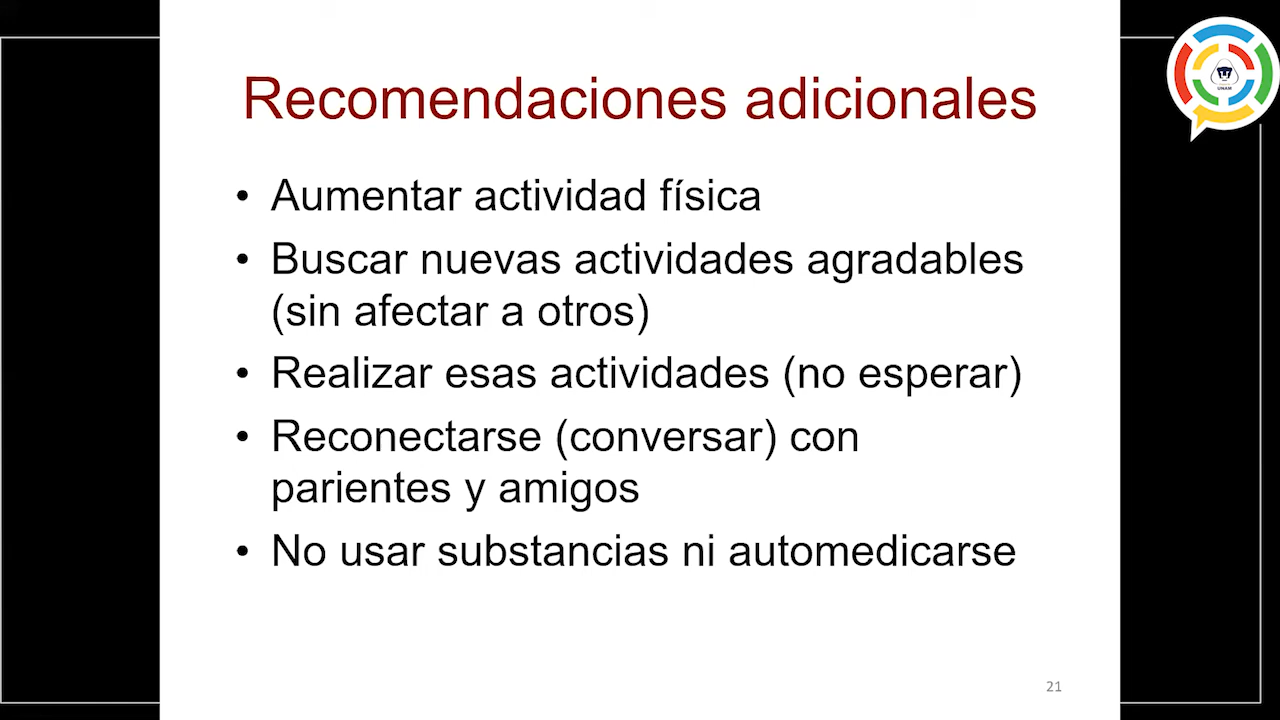 Recomendaciones adicionales
• Aumentar actividad física
• Buscar nuevas actividades agradables
(sin afectar a otros)
• Realizar esas actividades (no esperar)
• Reconectarse (conversar) con
parientes y amigos
• No usar substancias ni automedicarse
21
UNAM